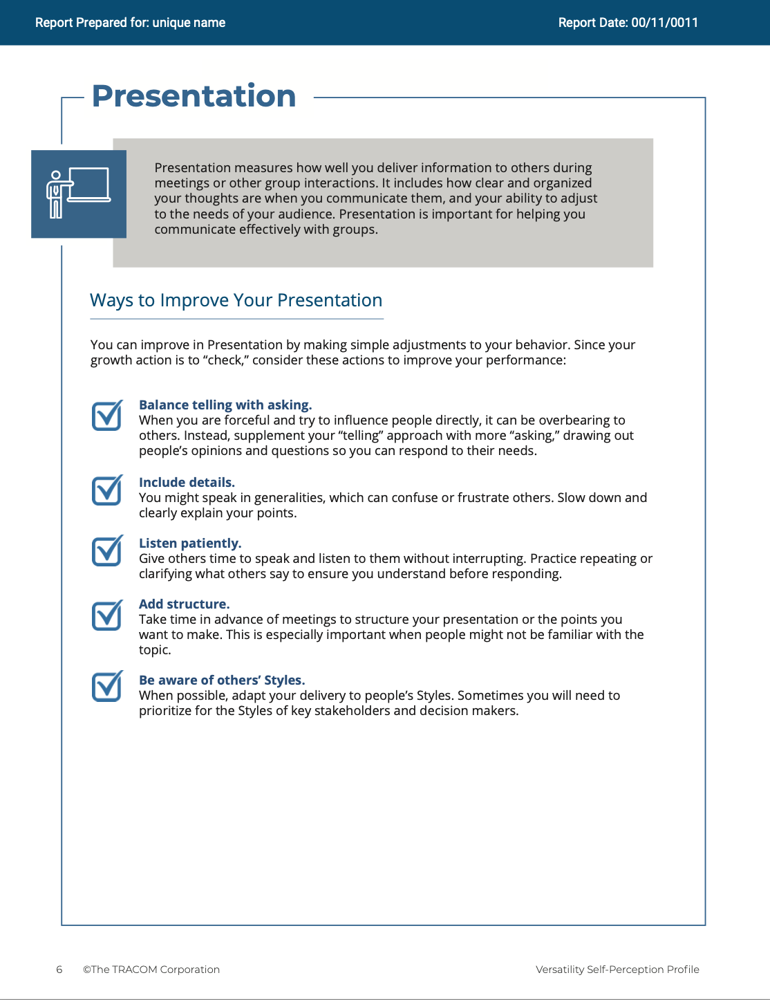 Report Prepared for: unique name
Report Date: 00/11/0011
Presentation
Presentation measures how well you deliver information to others during
meetings or other group interactions. It includes how clear and organized
your thoughts are when you communicate them, and your ability to adjust
to the needs of your audience. Presentation is important for helping you
communicate effectively with groups.
Ways to Improve Your Presentation
You can improve in Presentation by making simple adjustments to your behavior. Since your
growth action is to “check,” consider these actions to improve your performance:
Balance telling with asking.
When you are forceful and try to influence people directly, it can be overbearing to
others. Instead, supplement your “telling” approach with more “asking,” drawing out
people’s opinions and questions so you can respond to their needs.
Include details.
You might speak in generalities, which can confuse or frustrate others. Slow down and
clearly explain your points.
Listen patiently.
Give others time to speak and listen to them without interrupting. Practice repeating or
clarifying what others say to ensure you understand before responding.
Add structure.
Take time in advance of meetings to structure your presentation or the points you
want to make. This is especially important when people might not be familiar with the
topic.
Be aware of others’ Styles.
When possible, adapt your delivery to people’s Styles. Sometimes you will need to
prioritize for the Styles of key stakeholders and decision makers.
6 ©The TRACOM Corporation
Versatility Self-Perception Profile